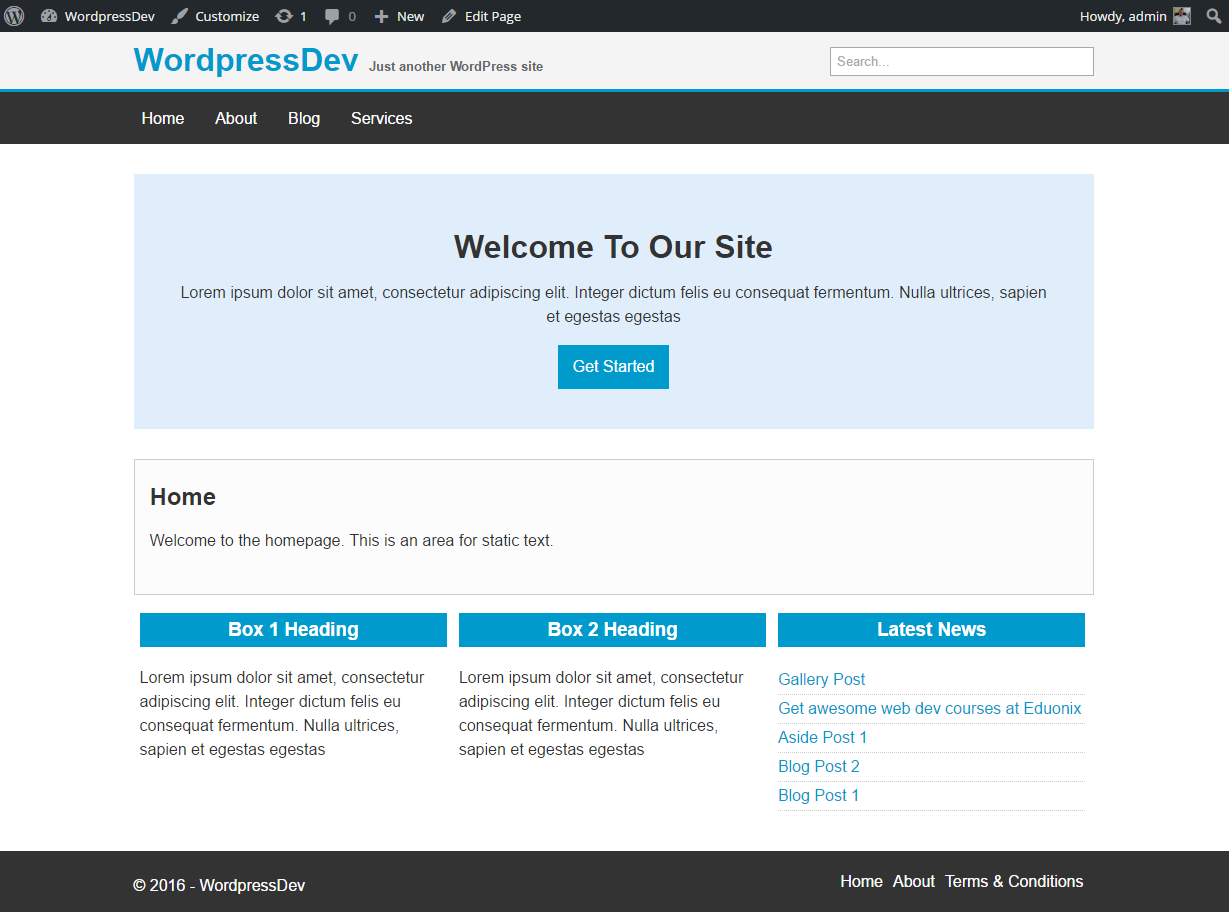 WordpressDev Customize 1 0 New Edit Page Howdy, admin
WordpressDev Just another WordPress site Search...
Home About Blog Services
Welcome To Our Site
Lorem ipsum dolor sit amet, consectetur adipiscing elit. Integer dictum felis eu consequat fermentum. Nulla ultrices, sapien
et egestas egestas
Get Started
Home
Welcome to the homepage. This is an area for static text.
Box 1 Heading
Lorem ipsum dolor sit amet, consectetur
adipiscing elit. Integer dictum felis eu
consequat fermentum. Nulla ultrices,
sapien et egestas egestas
Box 2 Heading
Lorem ipsum dolor sit amet, consectetur
adipiscing elit. Integer dictum felis eu
consequat fermentum. Nulla ultrices,
sapien et egestas egestas
Latest News
Gallery Post
Get awesome web dev courses at Eduonix
Aside Post 1
Blog Post 2
Blog Post 1
© 2016 - WordpressDev Home About Terms & Conditions